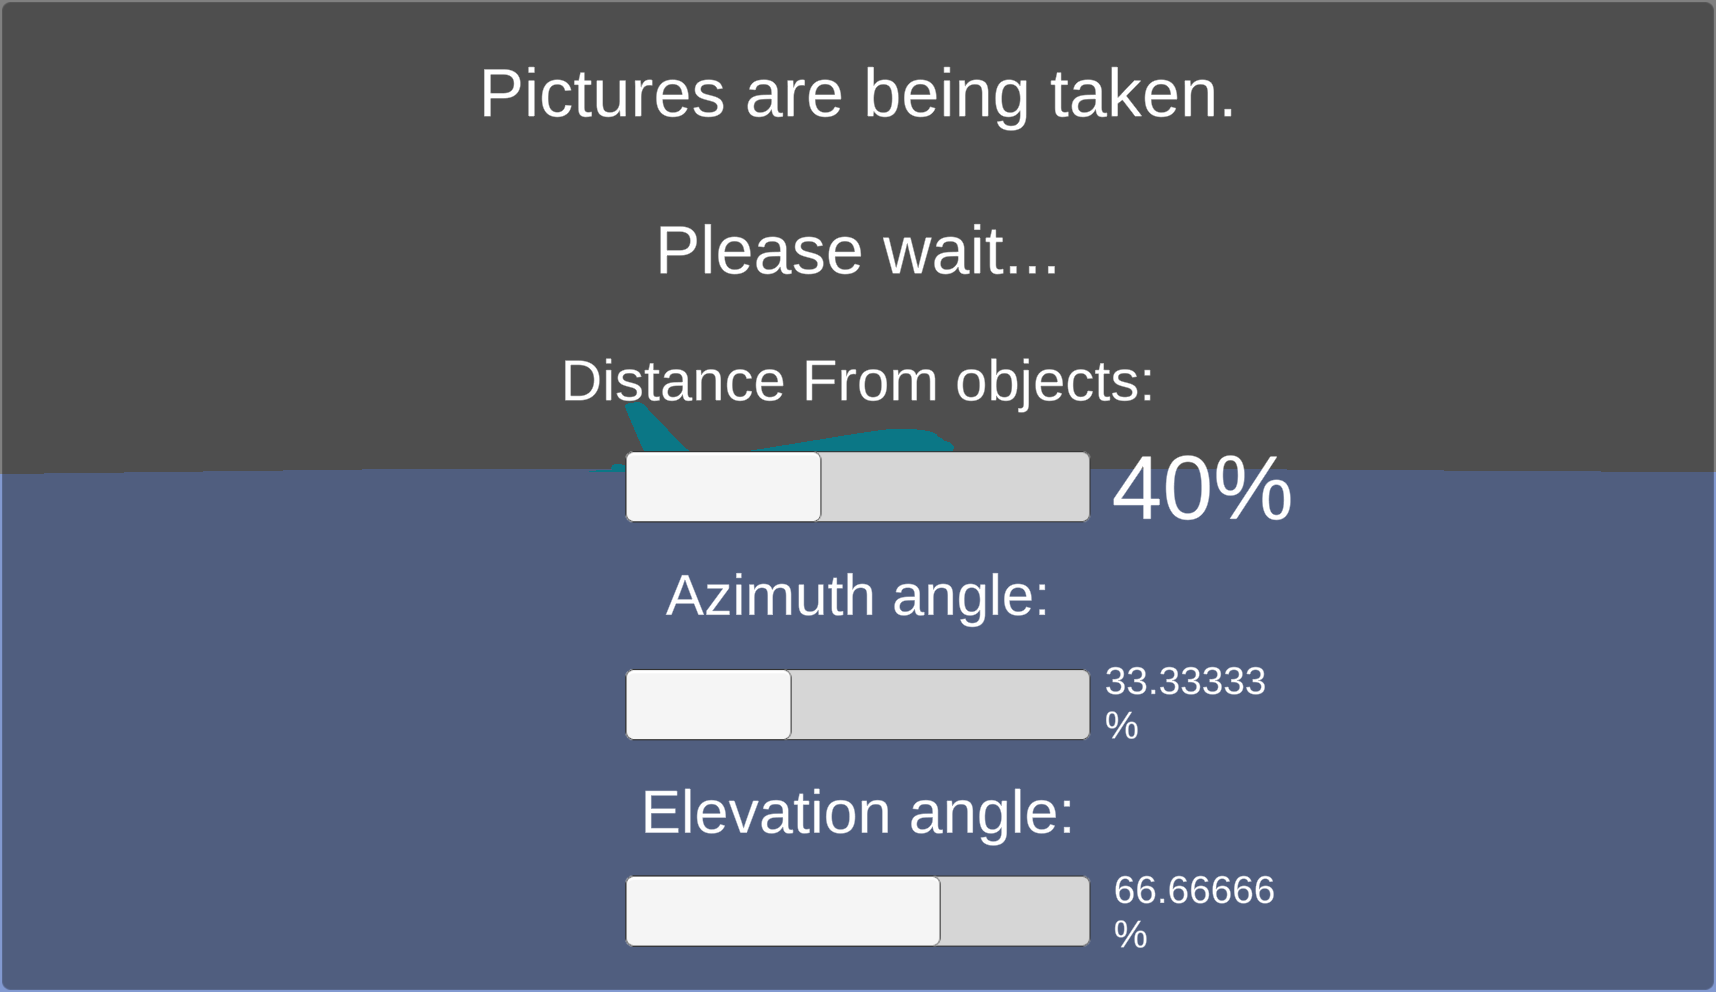 Pictures are being taken.
Please wait...
Distance From objects:
40%
Azimuth angle:
33.33333
%
Elevation angle:
66.66666
%